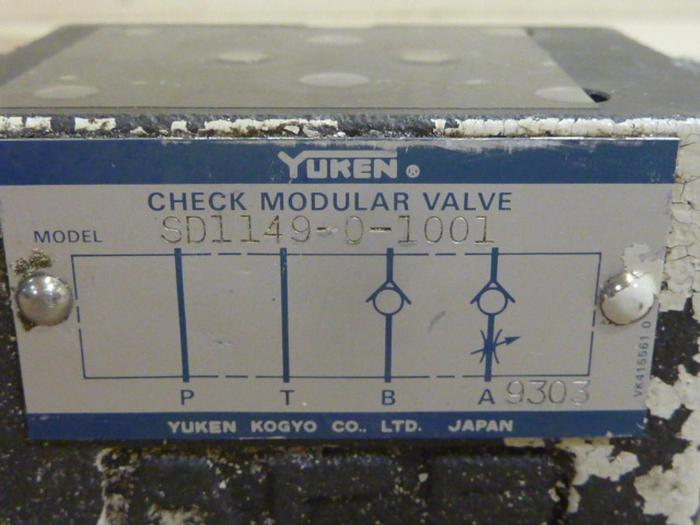 YUKEN®
CHECK MODULAR VALVE
MODEL SD1149-0-1001
P T B A 9303
VK415561 0
YUKEN KOGYO CO., LTD. JAPAN